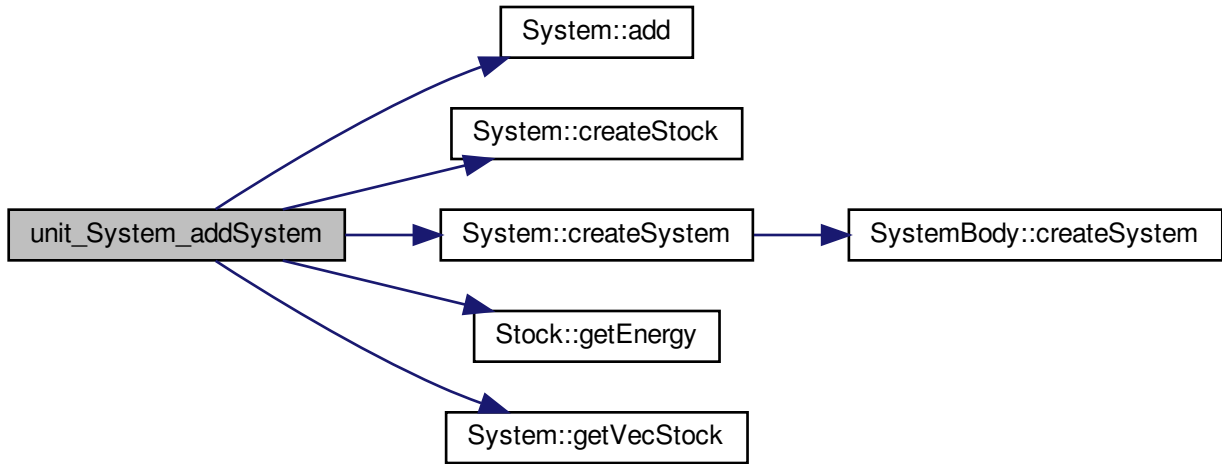 System::add
System::createStock
unit_System_addSystem
System::createSystem
SystemBody::createSystem
Stock::getEnergy
System::getVecStock